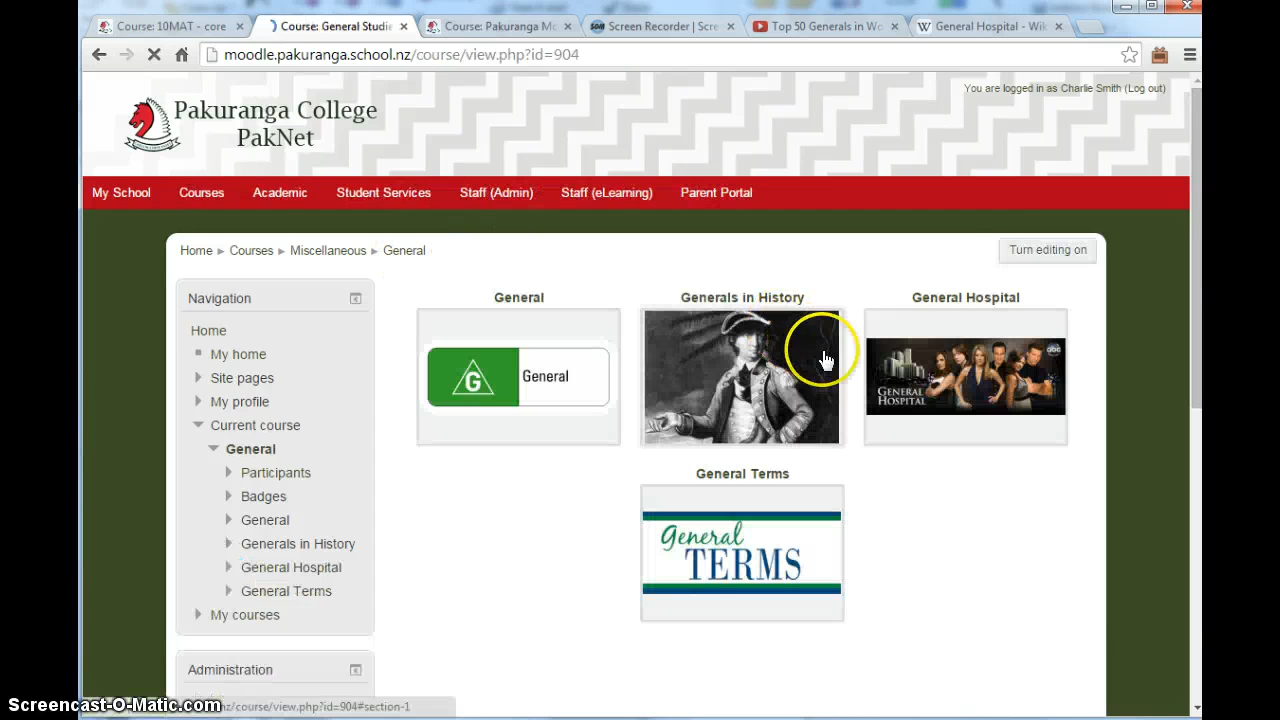 Course: 10MAT - core
Course: General Studie
Course: Pakuranga Mo
Screen Recorder | Scre
Top 50 Generals in Wo
General Hospital - Wik
moodle.pakuranga.school.nz/course/view.php?id=904
You are logged in as Charlie Smith (Log out)
Pakuranga College
PakNet
My School Courses Academic Student Services Staff (Admin) Staff (eLearning) Parent Portal
Home ► Courses ► Miscellaneous ► General
Turn editing on
Navigation
Home
My home
Site pages
My profile
Current course
General
Participants
Badges
General
Generals in History
General Hospital
General Terms
My courses
Administration
General
G General
Generals in History
General Hospital
abc
GENERAL
HOSPITAL
General Terms
General
TERMS
Screencast-O-Matic.com
nz/course/view.php?id=904#section-1